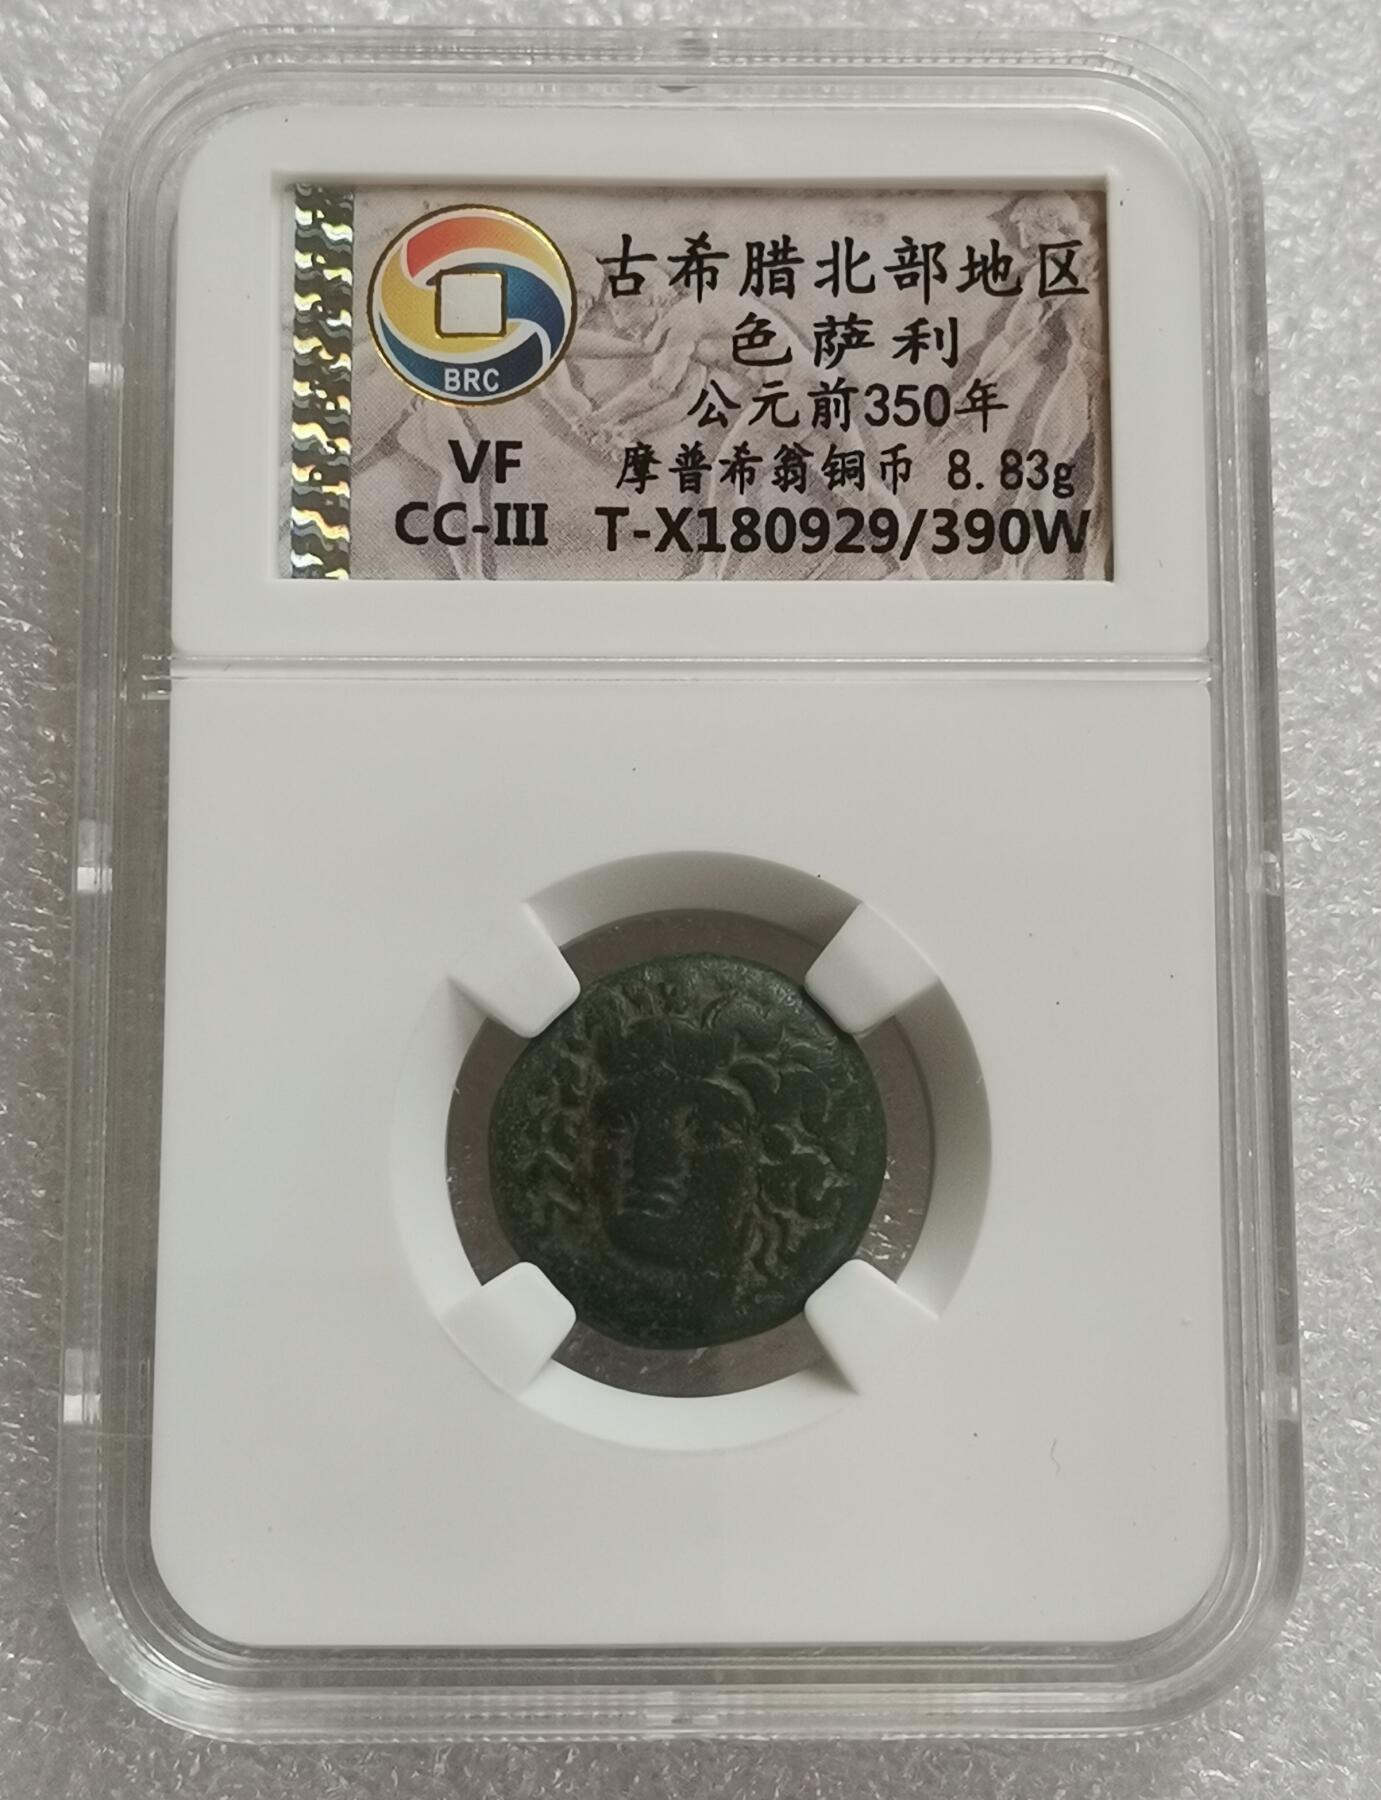 BRC
古希腊北部地区
色萨利
公元前350年
VF 摩普希翁铜币 8.83g
CC-III T-X180929/390W